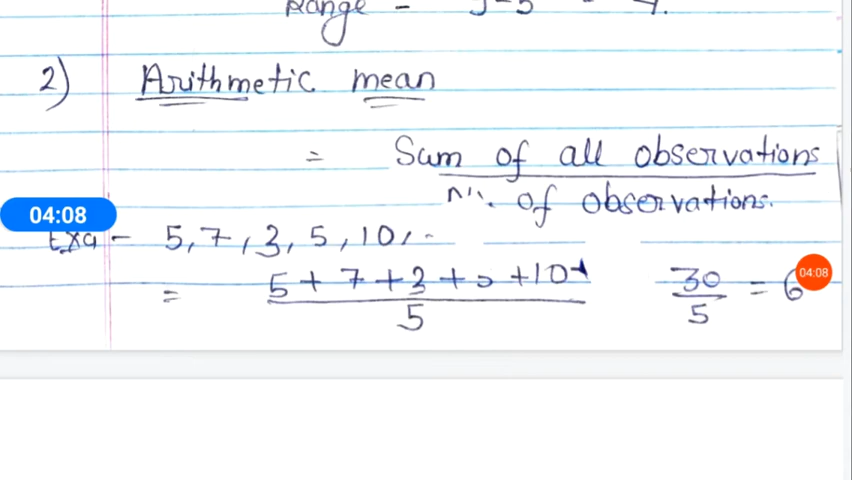 Range -
2) Arithmetic mean
= Sum of all observations
of observations.
04:08
Exa - 5, 7, 3, 5, 10,
= 5 + 7 + 3 + 5 + 10 30 = 6 04:08
5 5